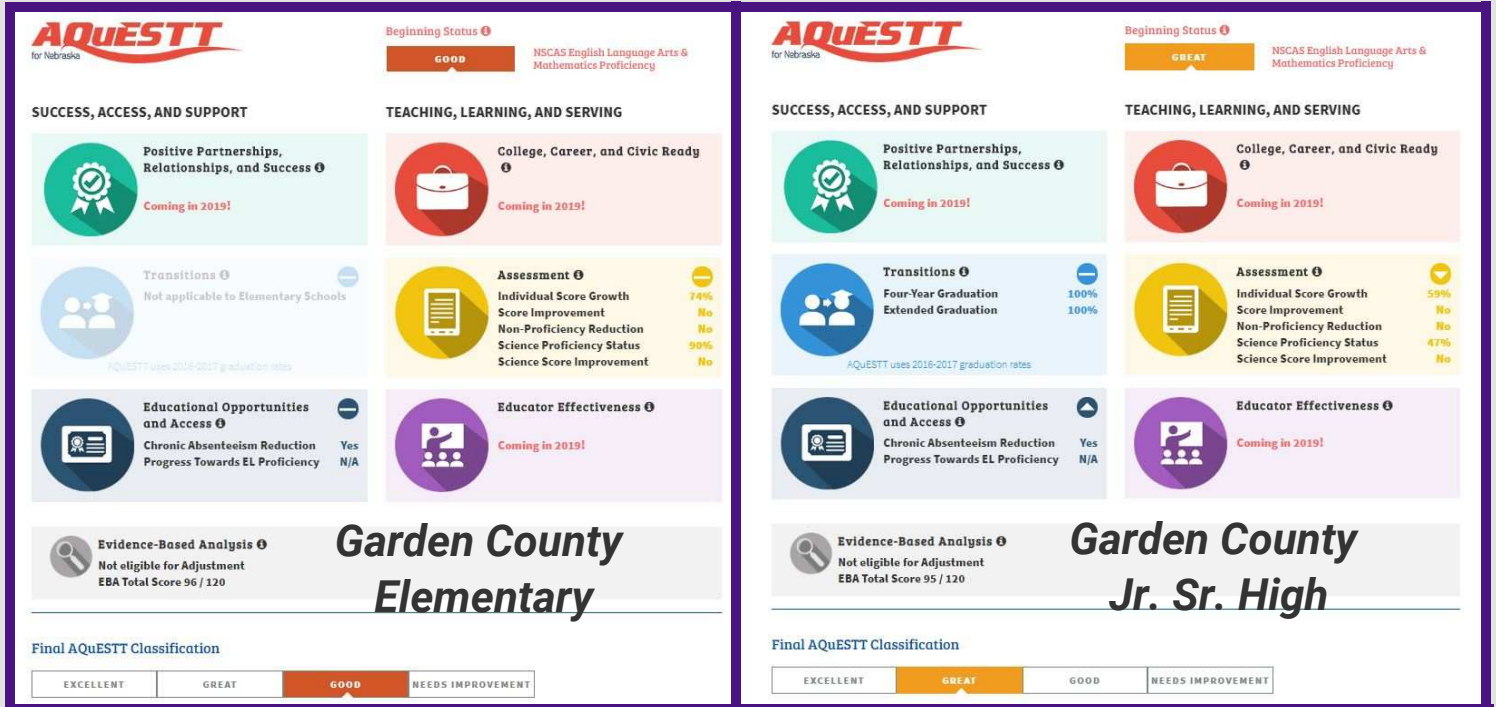 AQuESTT
for Nebraska
Beginning Status
GOOD
NSCAS English Language Arts &
Mathematics Proficiency
SUCCESS, ACCESS, AND SUPPORT
TEACHING, LEARNING, AND SERVING
Positive Partnerships,
Relationships, and Success
Coming in 2019!
College, Career, and Civic Ready
Coming in 2019!
Transitions
Not applicable to Elementary Schools
AQuESTT uses 2016-2017 graduation rates
Assessment
Individual Score Growth 74%
Score Improvement No
Non-Proficiency Reduction No
Science Proficiency Status 90%
Science Score Improvement No
Educational Opportunities
and Access
Chronic Absenteeism Reduction Yes
Progress Towards EL Proficiency N/A
Educator Effectiveness
Coming in 2019!
Evidence-Based Analysis
Not eligible for Adjustment
EBA Total Score 96 / 120
Garden County
Elementary
Final AQuESTT Classification
EXCELLENT GREAT GOOD NEEDS IMPROVEMENT
AQuESTT
for Nebraska
Beginning Status
GREAT
NSCAS English Language Arts &
Mathematics Proficiency
SUCCESS, ACCESS, AND SUPPORT
TEACHING, LEARNING, AND SERVING
Positive Partnerships,
Relationships, and Success
Coming in 2019!
College, Career, and Civic Ready
Coming in 2019!
Transitions
Four-Year Graduation 100%
Extended Graduation 100%
AQuESTT uses 2016-2017 graduation rates
Assessment
Individual Score Growth 59%
Score Improvement No
Non-Proficiency Reduction No
Science Proficiency Status 47%
Science Score Improvement No
Educational Opportunities
and Access
Chronic Absenteeism Reduction Yes
Progress Towards EL Proficiency N/A
Educator Effectiveness
Coming in 2019!
Evidence-Based Analysis
Not eligible for Adjustment
EBA Total Score 95 / 120
Garden County
Jr. Sr. High
Final AQuESTT Classification
EXCELLENT GREAT GOOD NEEDS IMPROVEMENT